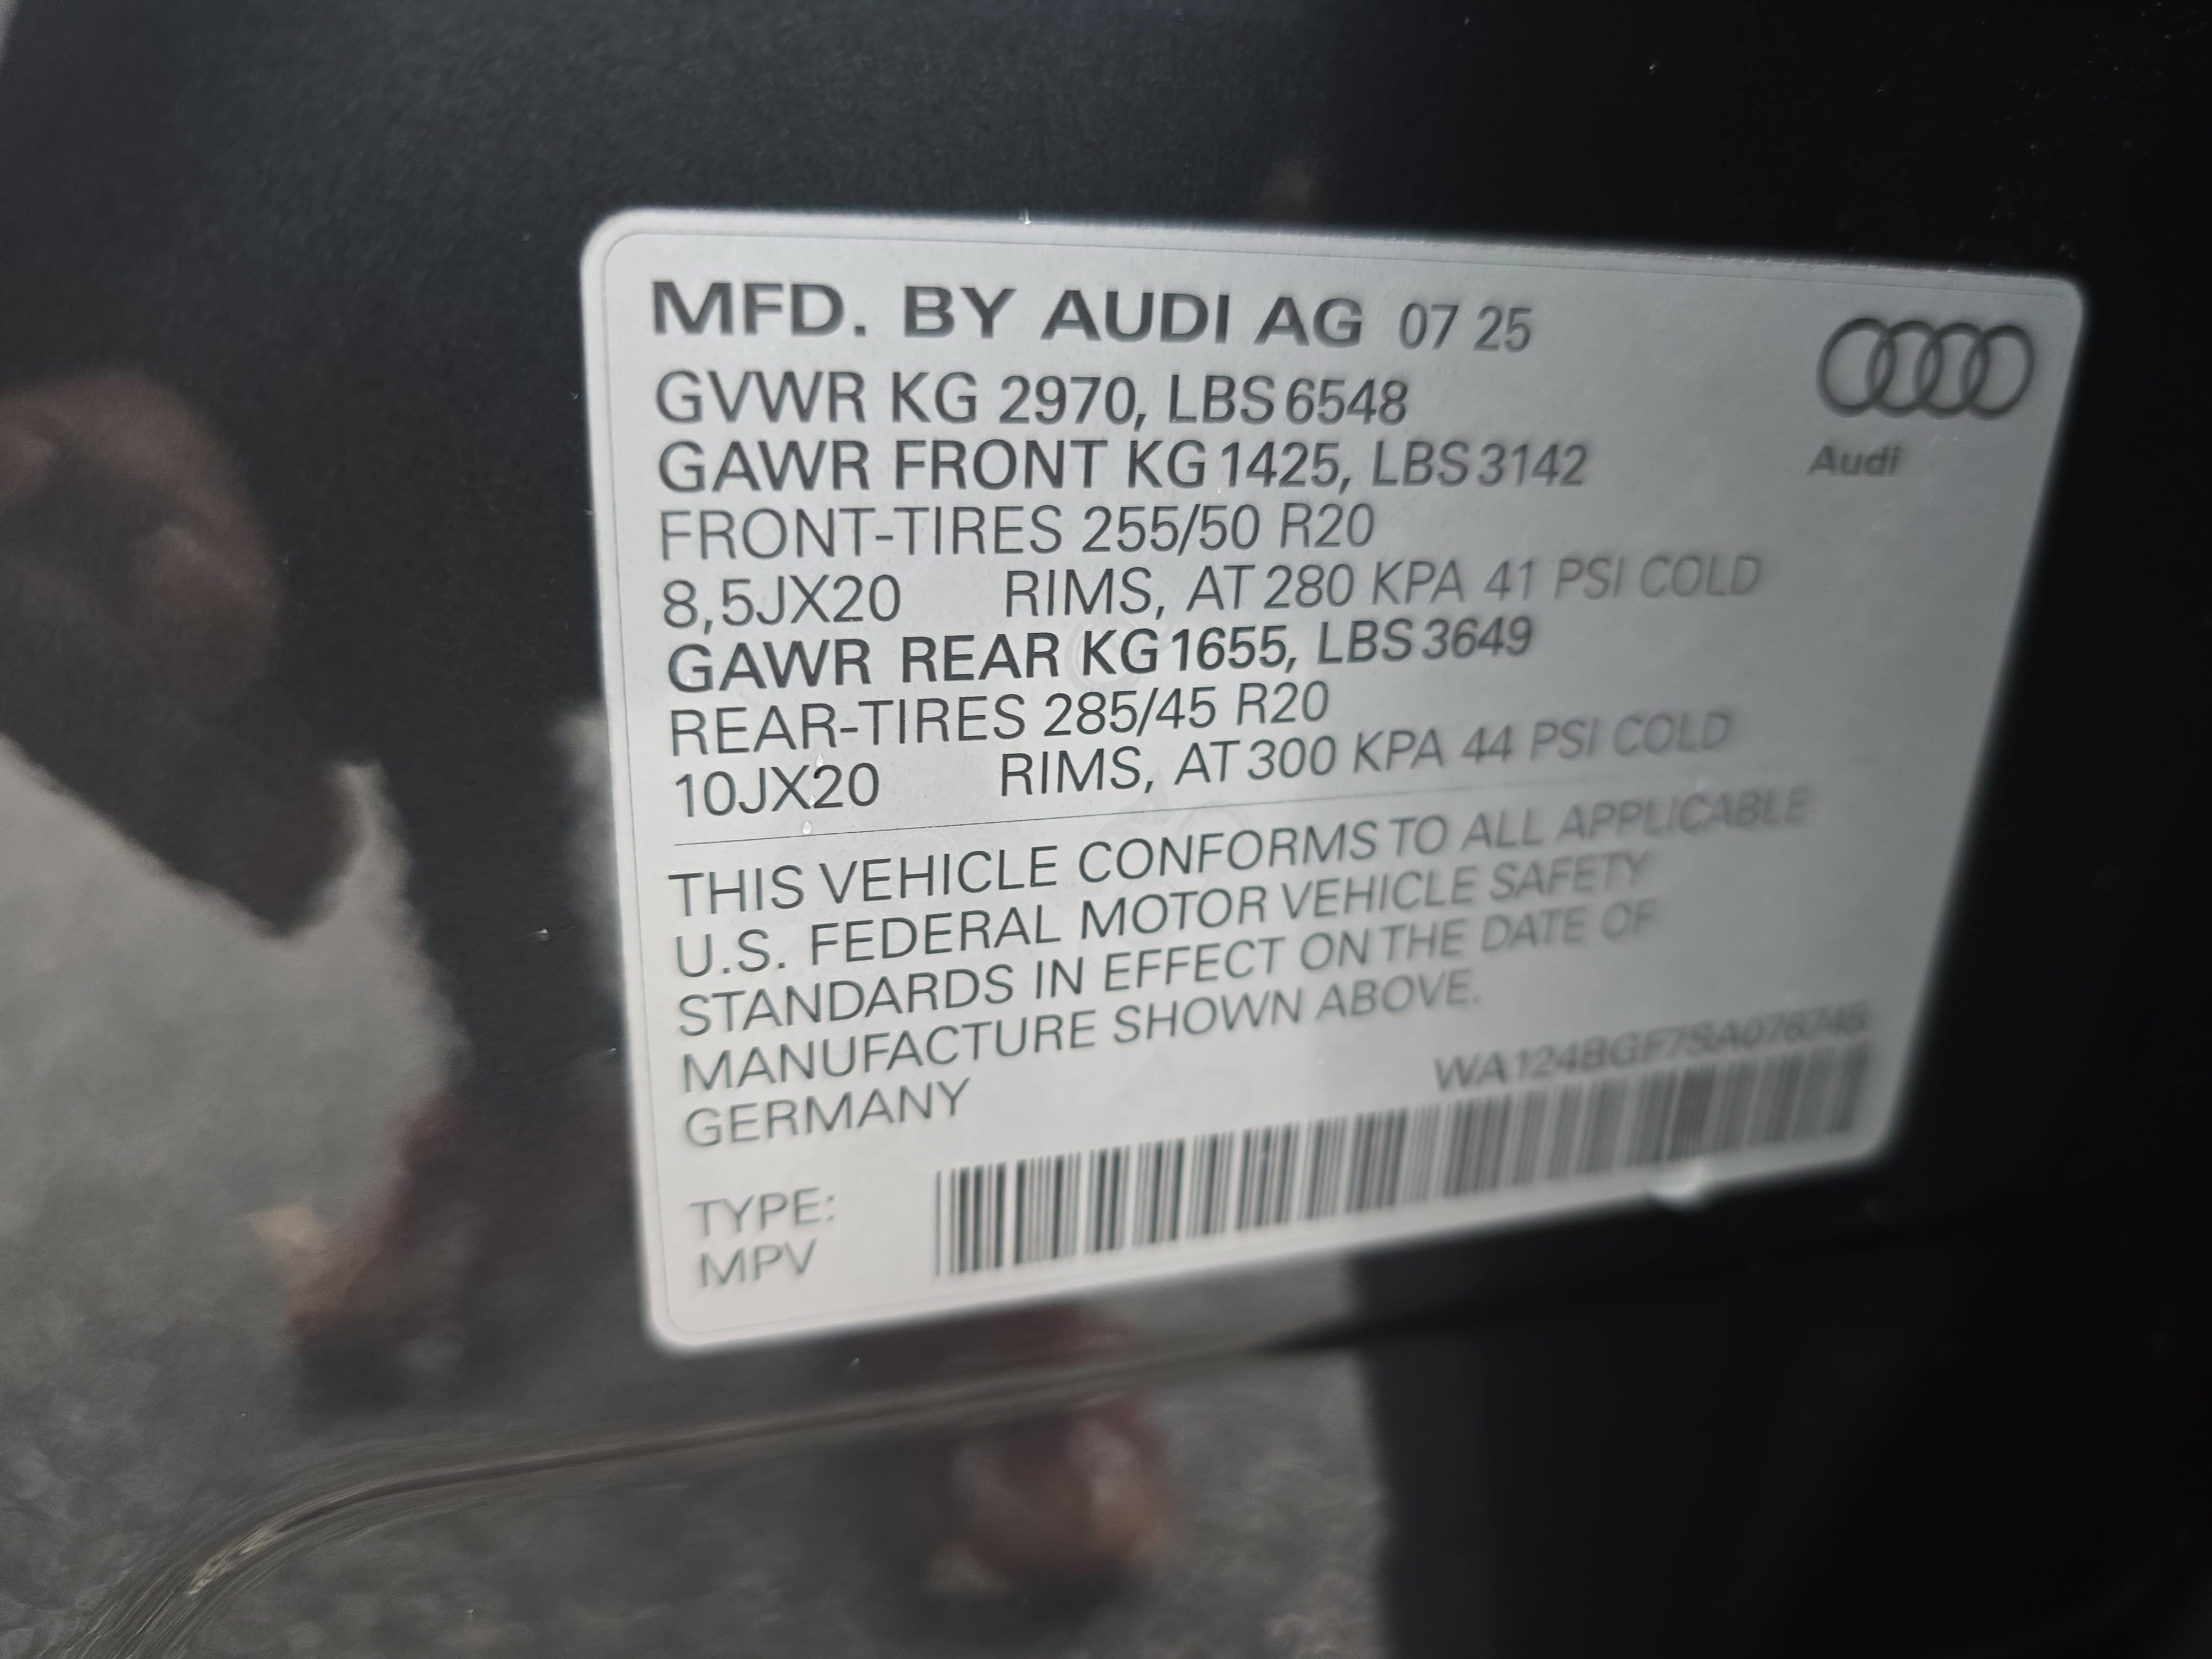 MFD. BY AUDI AG 07 25
GVWR KG 2970, LBS 6548
GAWR FRONT KG 1425, LBS 3142
FRONT-TIRES 255/50 R20
8,5JX20 RIMS, AT 280 KPA 41 PSI COLD
GAWR REAR KG 1655, LBS 3649
REAR-TIRES 285/45 R20
10JX20 RIMS, AT 300 KPA 44 PSI COLD
Audi
THIS VEHICLE CONFORMS TO ALL APPLICABLE
U.S. FEDERAL MOTOR VEHICLE SAFETY
STANDARDS IN EFFECT ON THE DATE OF
MANUFACTURE SHOWN ABOVE.
GERMANY
TYPE:
MPV